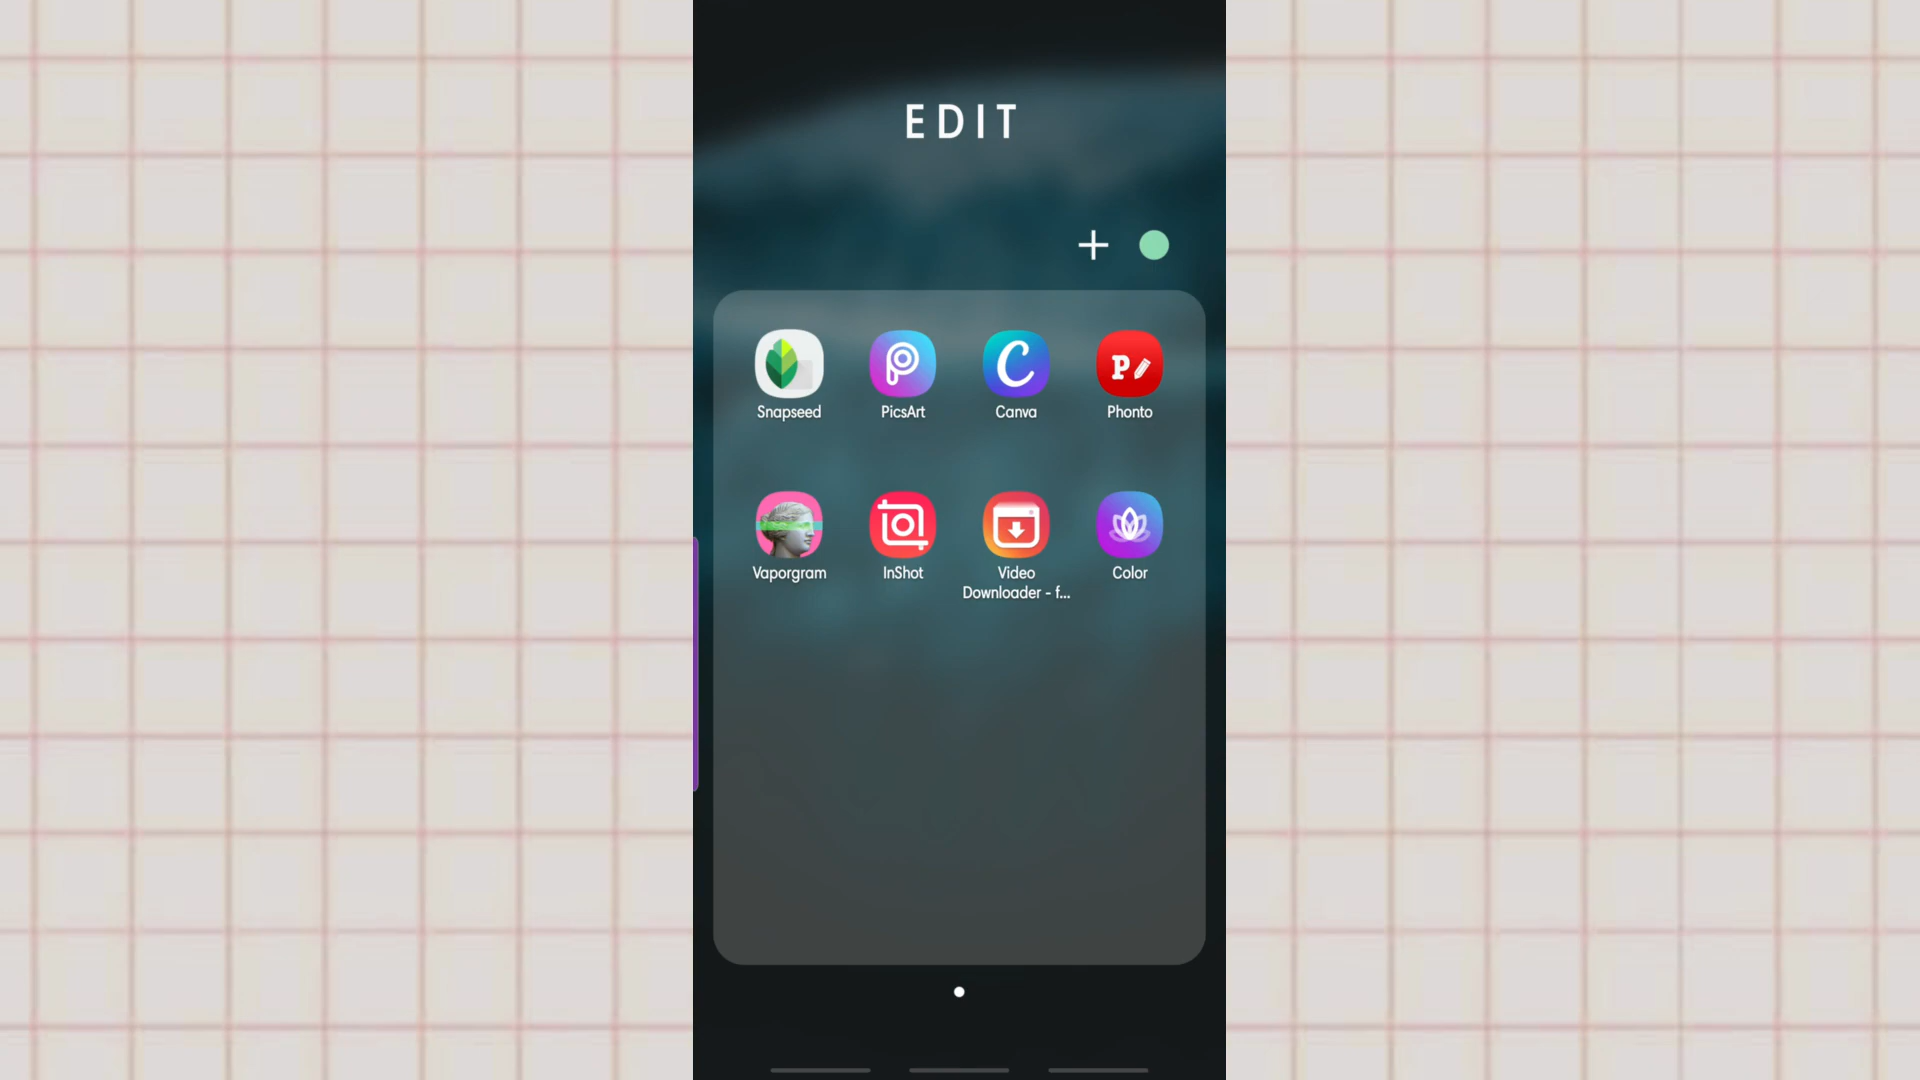 EDIT
Snapseed
PicsArt
Canva
Phonto
Vaporgram
InShot
Video
Downloader - f...
Color